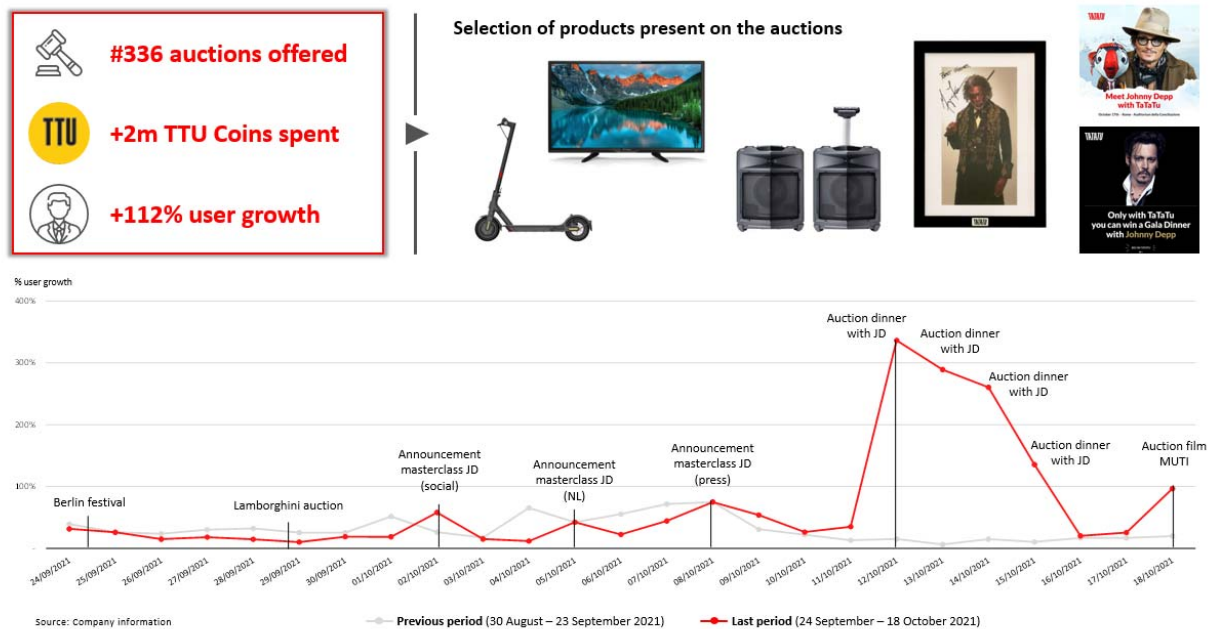 #336 auctions offered
TTU
+2m TTU Coins spent
+112% user growth
Selection of products present on the auctions
TATATU
TATATU
Meet Johnny Depp
with TaTaTu
TATATU
Only with TaTaTu
you can win a Gala Dinner
with Johnny Depp
% user growth
400%
300%
200%
100%
-
Berlin festival
Lamborghini auction
Announcement
masterclass JD
(social)
Announcement
masterclass JD
(NL)
Announcement
masterclass JD
(press)
Auction dinner
with JD
Auction dinner
with JD
Auction dinner
with JD
Auction dinner
with JD
Auction film
MUTI
24/09/2021
25/09/2021
26/09/2021
27/09/2021
28/09/2021
29/09/2021
30/09/2021
01/10/2021
02/10/2021
03/10/2021
04/10/2021
05/10/2021
06/10/2021
07/10/2021
08/10/2021
09/10/2021
10/10/2021
11/10/2021
12/10/2021
13/10/2021
14/10/2021
15/10/2021
16/10/2021
17/10/2021
18/10/2021
Source: Company information
Previous period (30 August – 23 September 2021)
Last period (24 September – 18 October 2021)